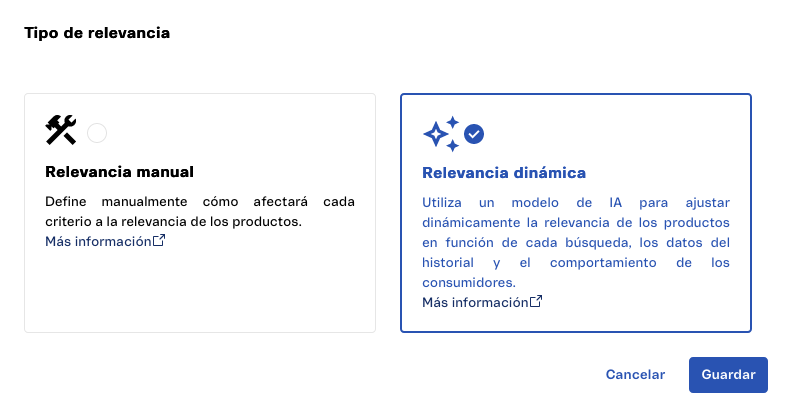 Tipo de relevancia
Relevancia manual
Define manualmente cómo afectará cada
criterio a la relevancia de los productos.
Más información
Relevancia dinámica
Utiliza un modelo de IA para ajustar
dinámicamente la relevancia de los productos
en función de cada búsqueda, los datos del
historial y el comportamiento de los
consumidores.
Más información
Cancelar
Guardar